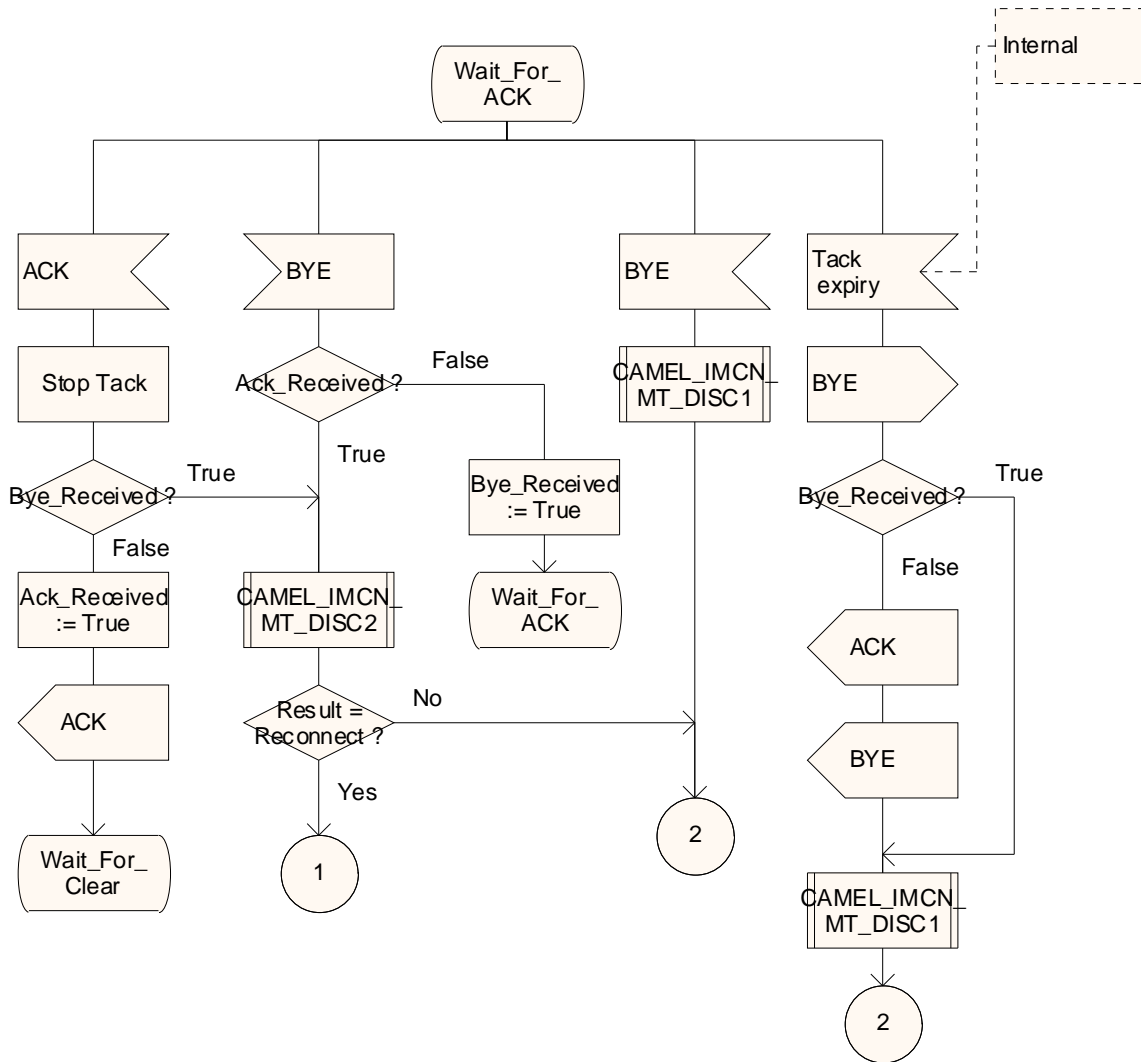 Internal
Wait_For_
ACK
ACK
BYE
BYE
Tack
expiry
Stop Tack
Ack_Received ?
False
CAMEL_IMCN_
MT_DISC1
BYE
True
True
True
Bye_Received ?
Bye_Received
:= True
Bye_Received ?
False
False
Ack_Received
:= True
CAMEL_IMCN_
MT_DISC2
Wait_For_
ACK
ACK
ACK
Result =
Reconnect ?
No
BYE
Yes
2
Wait_For_
Clear
1
CAMEL_IMCN_
MT_DISC1
2